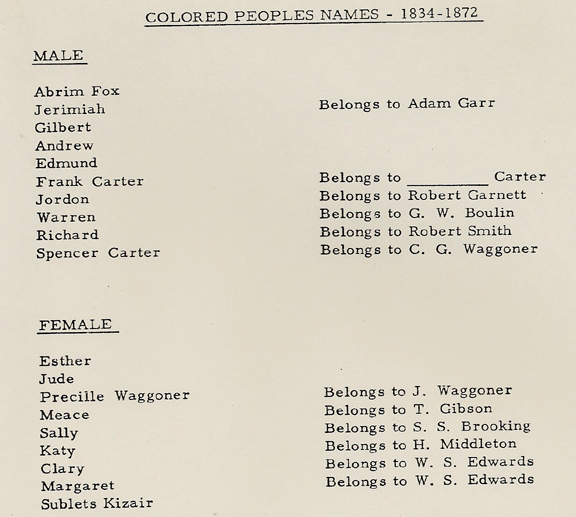 COLORED PEOPLES NAMES - 1834-1872
MALE
Abrim Fox
Jerimiah Belongs to Adam Garr
Gilbert
Andrew
Edmund
Frank Carter Belongs to ________ Carter
Jordon Belongs to Robert Garnett
Warren Belongs to G. W. Boulin
Richard Belongs to Robert Smith
Spencer Carter Belongs to C. G. Waggoner
FEMALE
Esther
Jude
Precille Waggoner Belongs to J. Waggoner
Meace Belongs to T. Gibson
Sally Belongs to S. S. Brooking
Katy Belongs to H. Middleton
Clary Belongs to W. S. Edwards
Margaret Belongs to W. S. Edwards
Sublets Kizair